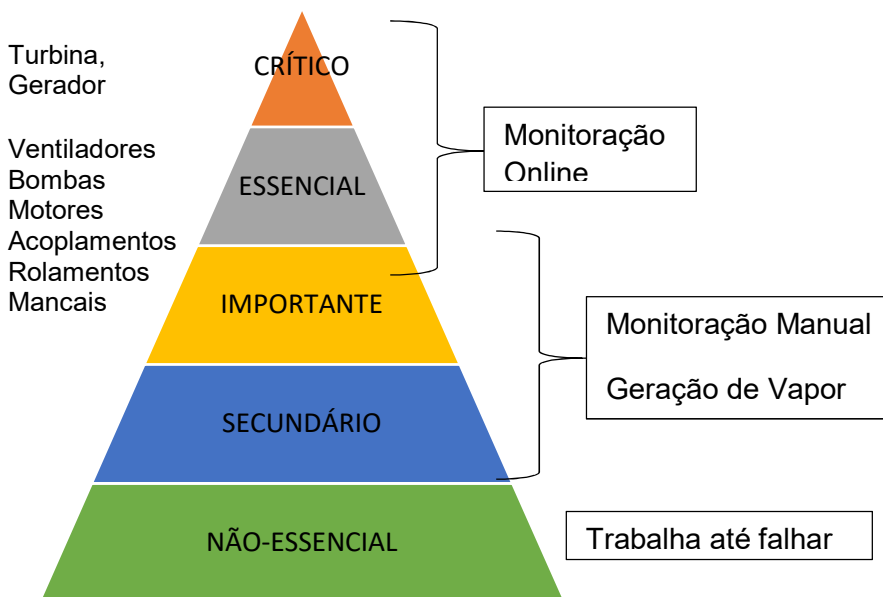 Turbina,
Gerador
Ventiladores
Bombas
Motores
Acoplamentos
Rolamentos
Mancais
CRÍTICO
ESSENCIAL
IMPORTANTE
SECUNDÁRIO
NÃO-ESSENCIAL
Monitoração
Online
Monitoração Manual
Geração de Vapor
Trabalha até falhar